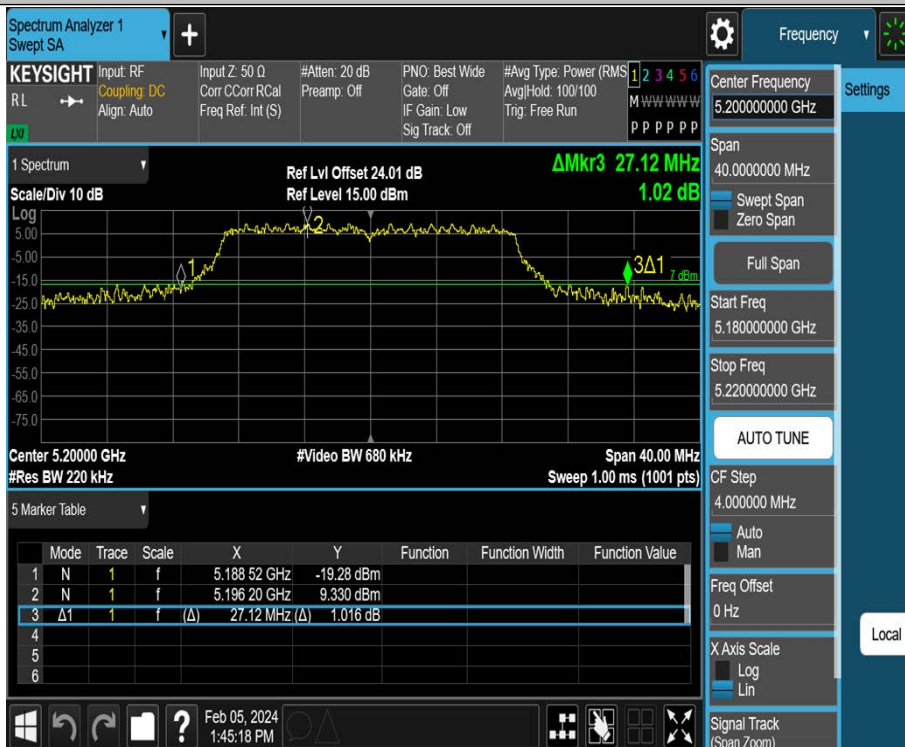 Spectrum Analyzer 1
Swept SA
Frequency
KEYSIGHT
RL
LXI
Input: RF
Coupling: DC
Align: Auto
Input Z: 50 Ω
Corr CCorr RCal
Freq Ref: Int (S)
#Atten: 20 dB
Preamp: Off
PNO: Best Wide
Gate: Off
IF Gain: Low
Sig Track: Off
#Avg Type: Power (RMS
Avg|Hold: 100/100
Trig: Free Run
1 2 3 4 5 6
M W W W W W
P P P P P P
1 Spectrum
Scale/Div 10 dB
Ref Lvl Offset 24.01 dB
Ref Level 15.00 dBm
ΔMkr3 27.12 MHz
1.02 dB
Log
5.00
-5.00
-15.0
-25.0
-35.0
-45.0
-55.0
-65.0
-75.0
1
2
3Δ1
7 dBm
Center 5.20000 GHz
#Res BW 220 kHz
#Video BW 680 kHz
Span 40.00 MHz
Sweep 1.00 ms (1001 pts)
5 Marker Table
Mode Trace Scale X Y Function Function Width Function Value
1 N 1 f 5.188 52 GHz -19.28 dBm
2 N 1 f 5.196 20 GHz 9.330 dBm
3 Δ1 1 f (Δ) 27.12 MHz (Δ) 1.016 dB
4
5
6
?
Feb 05, 2024
1:45:18 PM
Center Frequency
5.200000000 GHz
Span
40.0000000 MHz
Swept Span
Zero Span
Full Span
Start Freq
5.180000000 GHz
Stop Freq
5.220000000 GHz
AUTO TUNE
CF Step
4.000000 MHz
Auto
Man
Freq Offset
0 Hz
X Axis Scale
Log
Lin
Signal Track
(Span Zoom)
Settings
Local